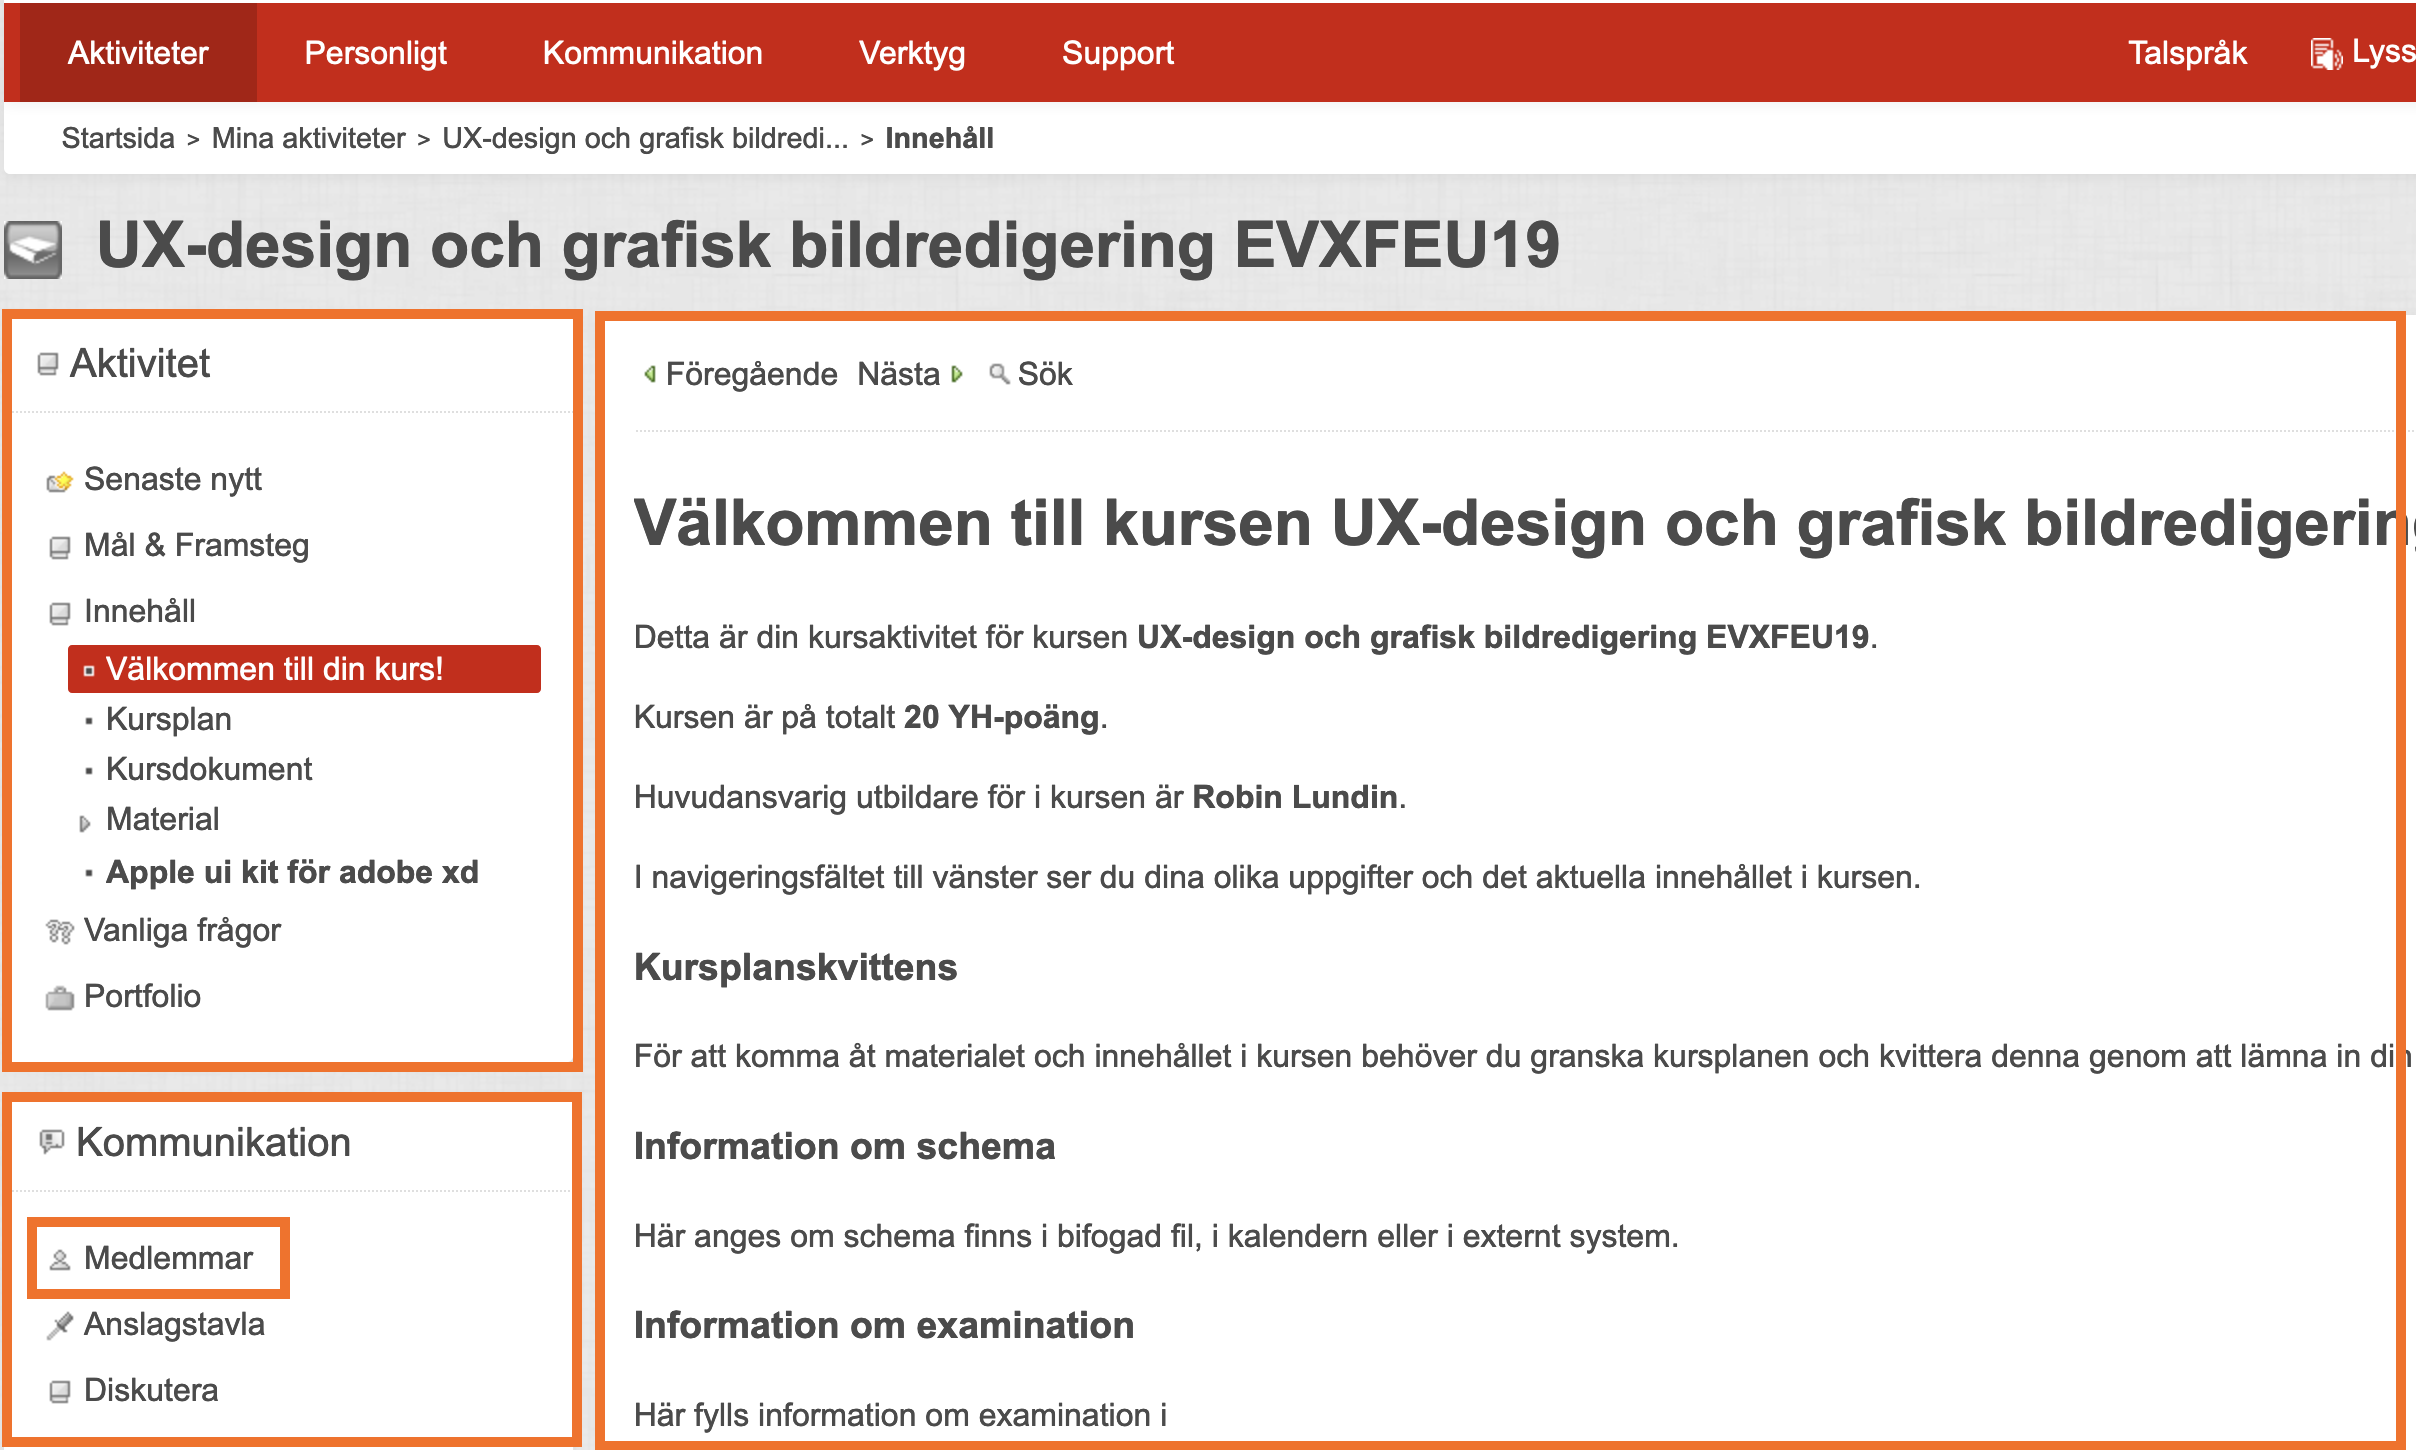 Aktiviteter Personligt Kommunikation Verktyg Support Talspråk
Startsida > Mina aktiviteter > UX-design och grafisk bildredi... > Innehåll
UX-design och grafisk bildredigering EVXFEU19
Aktivitet
Senaste nytt
Mål & Framsteg
Innehåll
Välkommen till din kurs!
Kursplan
Kursdokument
Material
Apple ui kit för adobe xd
Vanliga frågor
Portfolio
Kommunikation
Medlemmar
Anslagstavla
Diskutera
Föregående Nästa Sök
Välkommen till kursen UX-design och grafisk bildredigering
Detta är din kursaktivitet för kursen UX-design och grafisk bildredigering EVXFEU19.
Kursen är på totalt 20 YH-poäng.
Huvudansvarig utbildare för i kursen är Robin Lundin.
I navigeringsfältet till vänster ser du dina olika uppgifter och det aktuella innehållet i kursen.
Kursplanskvittens
För att komma åt materialet och innehållet i kursen behöver du granska kursplanen och kvittera denna genom att lämna in din
Information om schema
Här anges om schema finns i bifogad fil, i kalendern eller i externt system.
Information om examination
Här fylls information om examination i